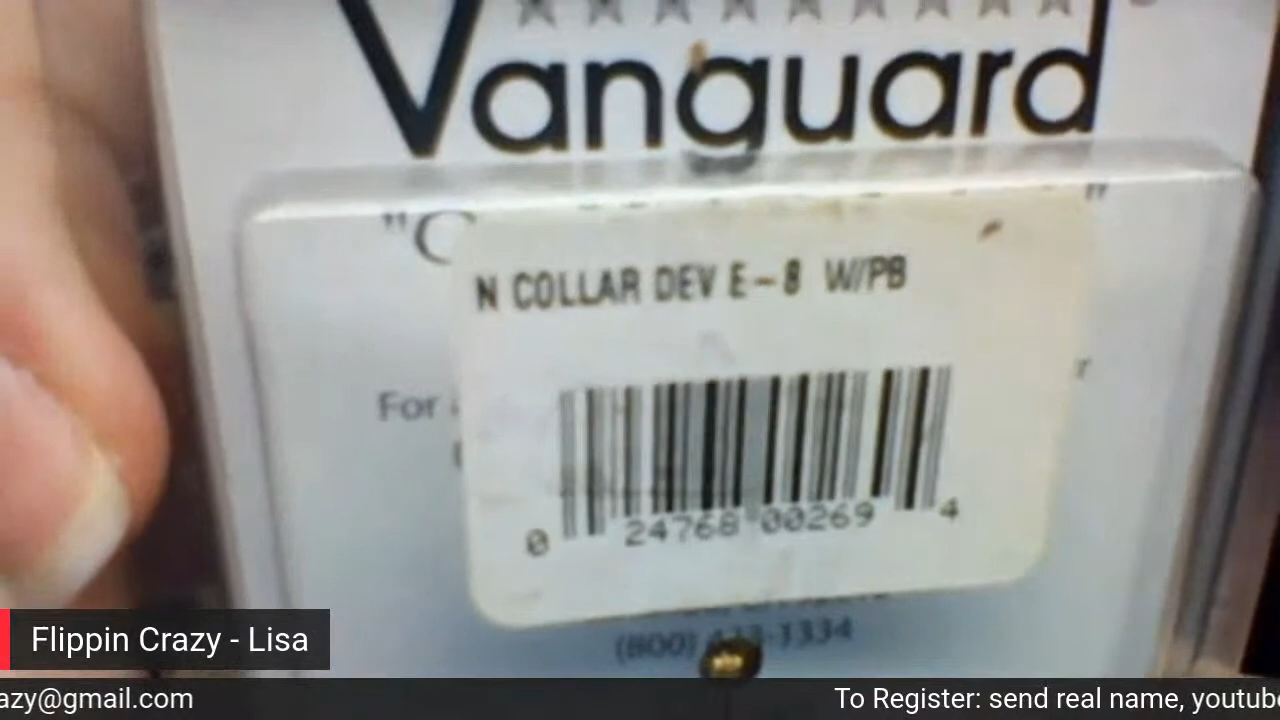 Vanguard
"C
N COLLAR DEV E-8 W/PB
For
0 24768 00269 4
(800) 1334
Flippin Crazy - Lisa
azy@gmail.com
To Register: send real name, youtub